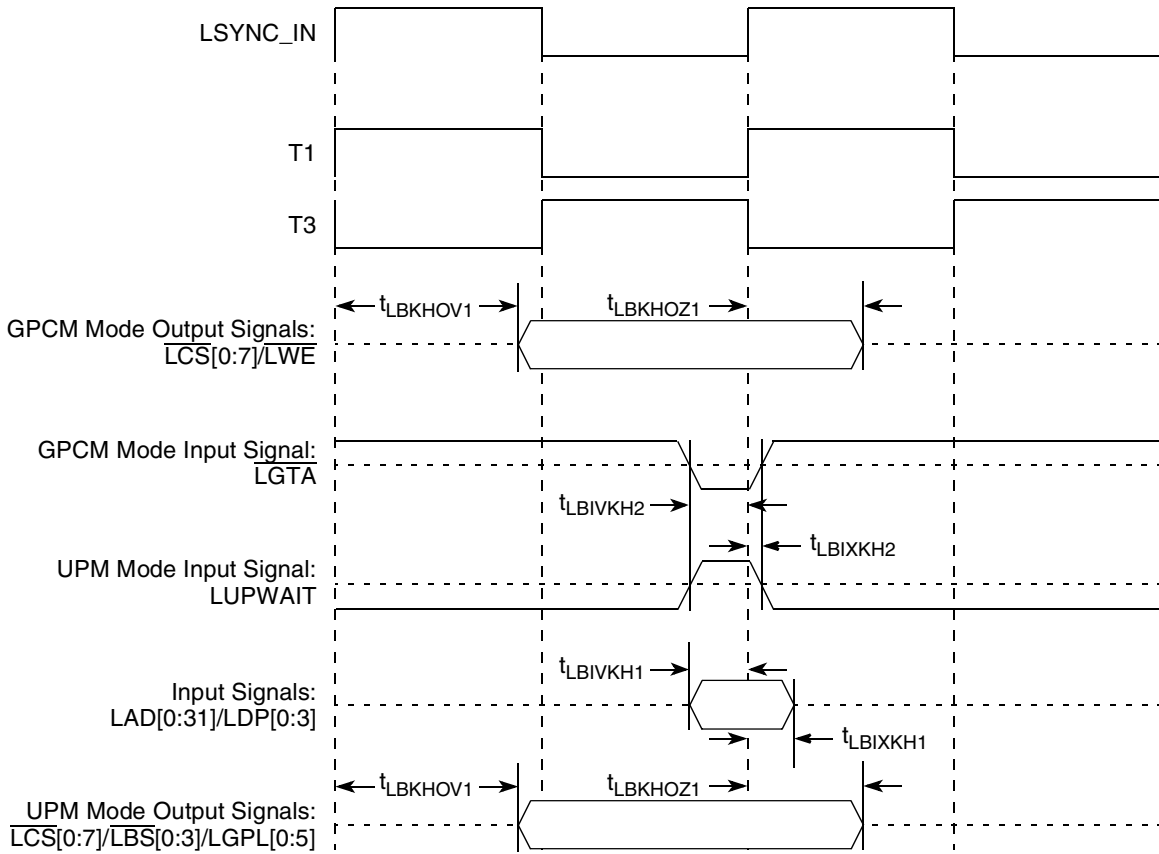 LSYNC_IN
T1
T3
tLBKHOV1
tLBKHOZ1
GPCM Mode Output Signals:
LCS[0:7]/LWE
GPCM Mode Input Signal:
LGTA
tLBIVKH2
tLBIXKH2
UPM Mode Input Signal:
LUPWAIT
tLBIVKH1
Input Signals:
LAD[0:31]/LDP[0:3]
tLBIXKH1
tLBKHOV1
tLBKHOZ1
UPM Mode Output Signals:
LCS[0:7]/LBS[0:3]/LGPL[0:5]